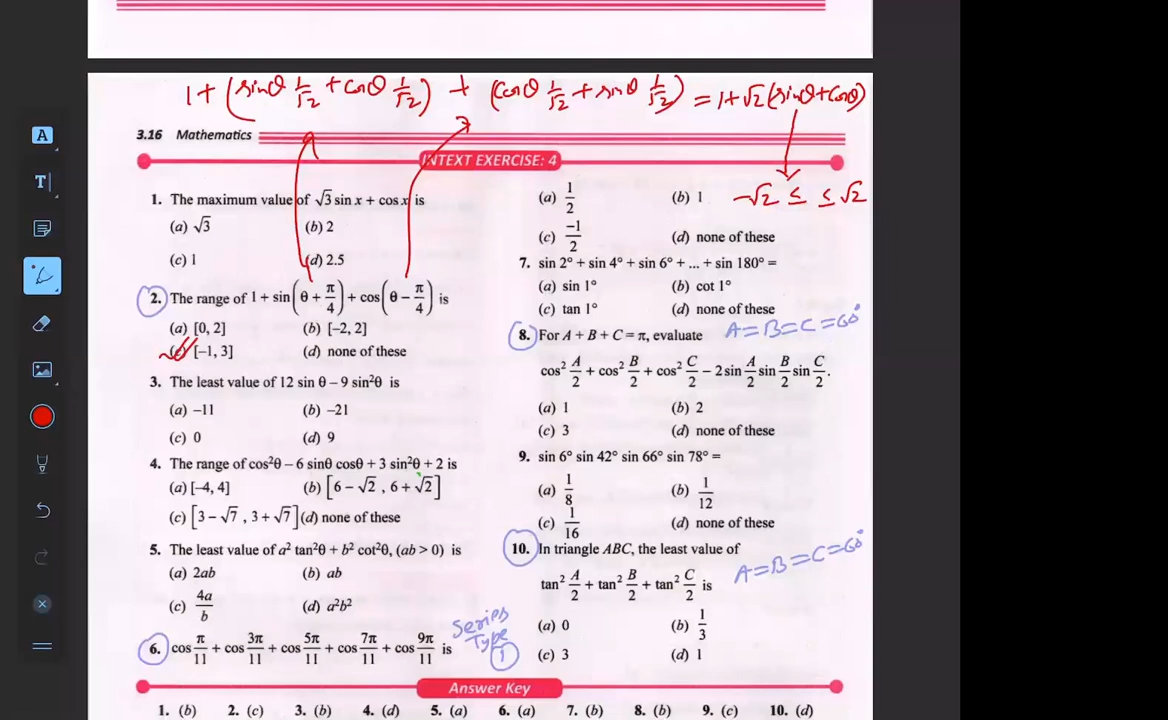 1 + (sinθ 1/√2 + cosθ 1/√2) + (cosθ 1/√2 + sinθ 1/√2) = 1+√2 (sinθ+cosθ)
-√2 ≤ ≤ √2
3.16 Mathematics
INTEXT EXERCISE: 4
1. The maximum value of √3 sin x + cos x is
(a) √3 (b) 2
(c) 1 (d) 2.5
2. The range of 1 + sin(θ + π/4) + cos(θ − π/4) is
(a) [0, 2] (b) [–2, 2]
(c) [–1, 3] (d) none of these
3. The least value of 12 sin θ – 9 sin²θ is
(a) –11 (b) –21
(c) 0 (d) 9
4. The range of cos²θ – 6 sinθ cosθ + 3 sin²θ + 2 is
(a) [–4, 4] (b) [6 – √2 , 6 + √2]
(c) [3 – √7 , 3 + √7] (d) none of these
5. The least value of a² tan²θ + b² cot²θ, (ab > 0) is
(a) 2ab (b) ab
(c) 4a/b (d) a²b²
6. cos π/11 + cos 3π/11 + cos 5π/11 + cos 7π/11 + cos 9π/11 is
Series
Type
1
(a) 1/2 (b) 1
(c) –1/2 (d) none of these
7. sin 2° + sin 4° + sin 6° + ... + sin 180° =
(a) sin 1° (b) cot 1°
(c) tan 1° (d) none of these
8. For A + B + C = π, evaluate
A=B=C=60°
cos² A/2 + cos² B/2 + cos² C/2 – 2 sin A/2 sin B/2 sin C/2.
(a) 1 (b) 2
(c) 3 (d) none of these
9. sin 6° sin 42° sin 66° sin 78° =
(a) 1/8 (b) 1/12
(c) 1/16 (d) none of these
10. In triangle ABC, the least value of
A=B=C=60°
tan² A/2 + tan² B/2 + tan² C/2 is
(a) 0 (b) 1/3
(c) 3 (d) 1
Answer Key
1. (b) 2. (c) 3. (b) 4. (d) 5. (a) 6. (a) 7. (b) 8. (b) 9. (c) 10. (d)
A
T